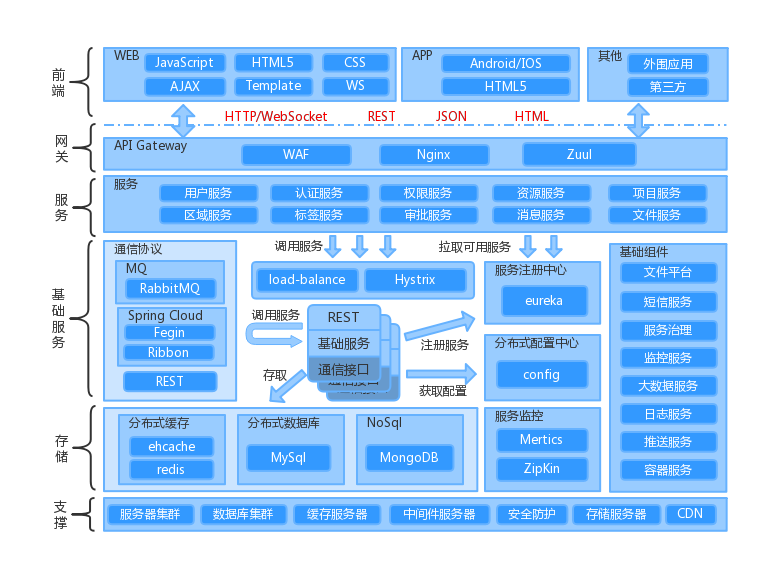 前端
WEB
JavaScript
HTML5
CSS
AJAX
Template
WS
APP
Android/IOS
HTML5
其他
外围应用
第三方
HTTP/WebSocket
REST
JSON
HTML
网关
API Gateway
WAF
Nginx
Zuul
服务
服务
用户服务
认证服务
权限服务
资源服务
项目服务
区域服务
标签服务
审批服务
消息服务
文件服务
调用服务
拉取可用服务
基础服务
通信协议
MQ
RabbitMQ
Spring Cloud
Fegin
Ribbon
REST
load-balance
Hystrix
调用服务
REST
基础服务
通信接口
通信接口
注册服务
存取
获取配置
服务注册中心
eureka
分布式配置中心
config
基础组件
文件平台
短信服务
服务治理
监控服务
大数据服务
日志服务
推送服务
容器服务
存储
分布式缓存
ehcache
redis
分布式数据库
MySql
NoSql
MongoDB
服务监控
Mertics
ZipKin
支撑
服务器集群
数据库集群
缓存服务器
中间件服务器
安全防护
存储服务器
CDN